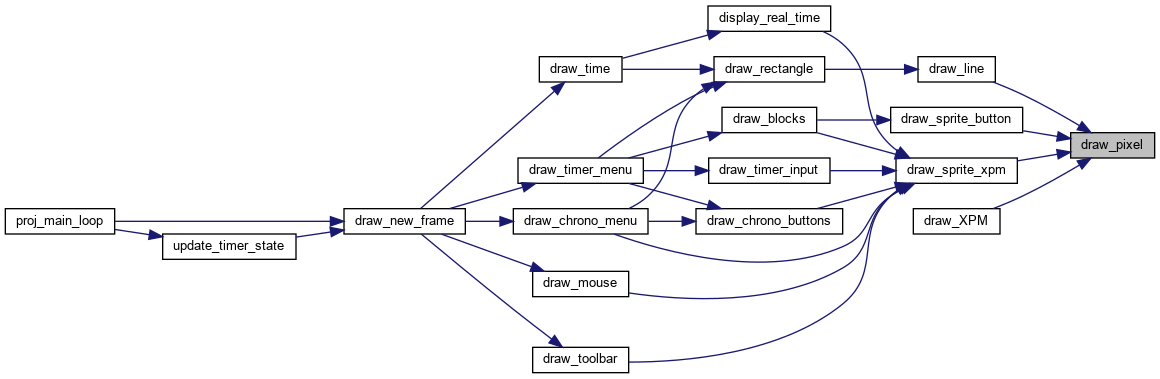 display_real_time
draw_time
draw_rectangle
draw_line
draw_blocks
draw_sprite_button
draw_pixel
draw_timer_menu
draw_timer_input
draw_sprite_xpm
proj_main_loop
draw_new_frame
draw_chrono_menu
draw_chrono_buttons
draw_XPM
update_timer_state
draw_mouse
draw_toolbar